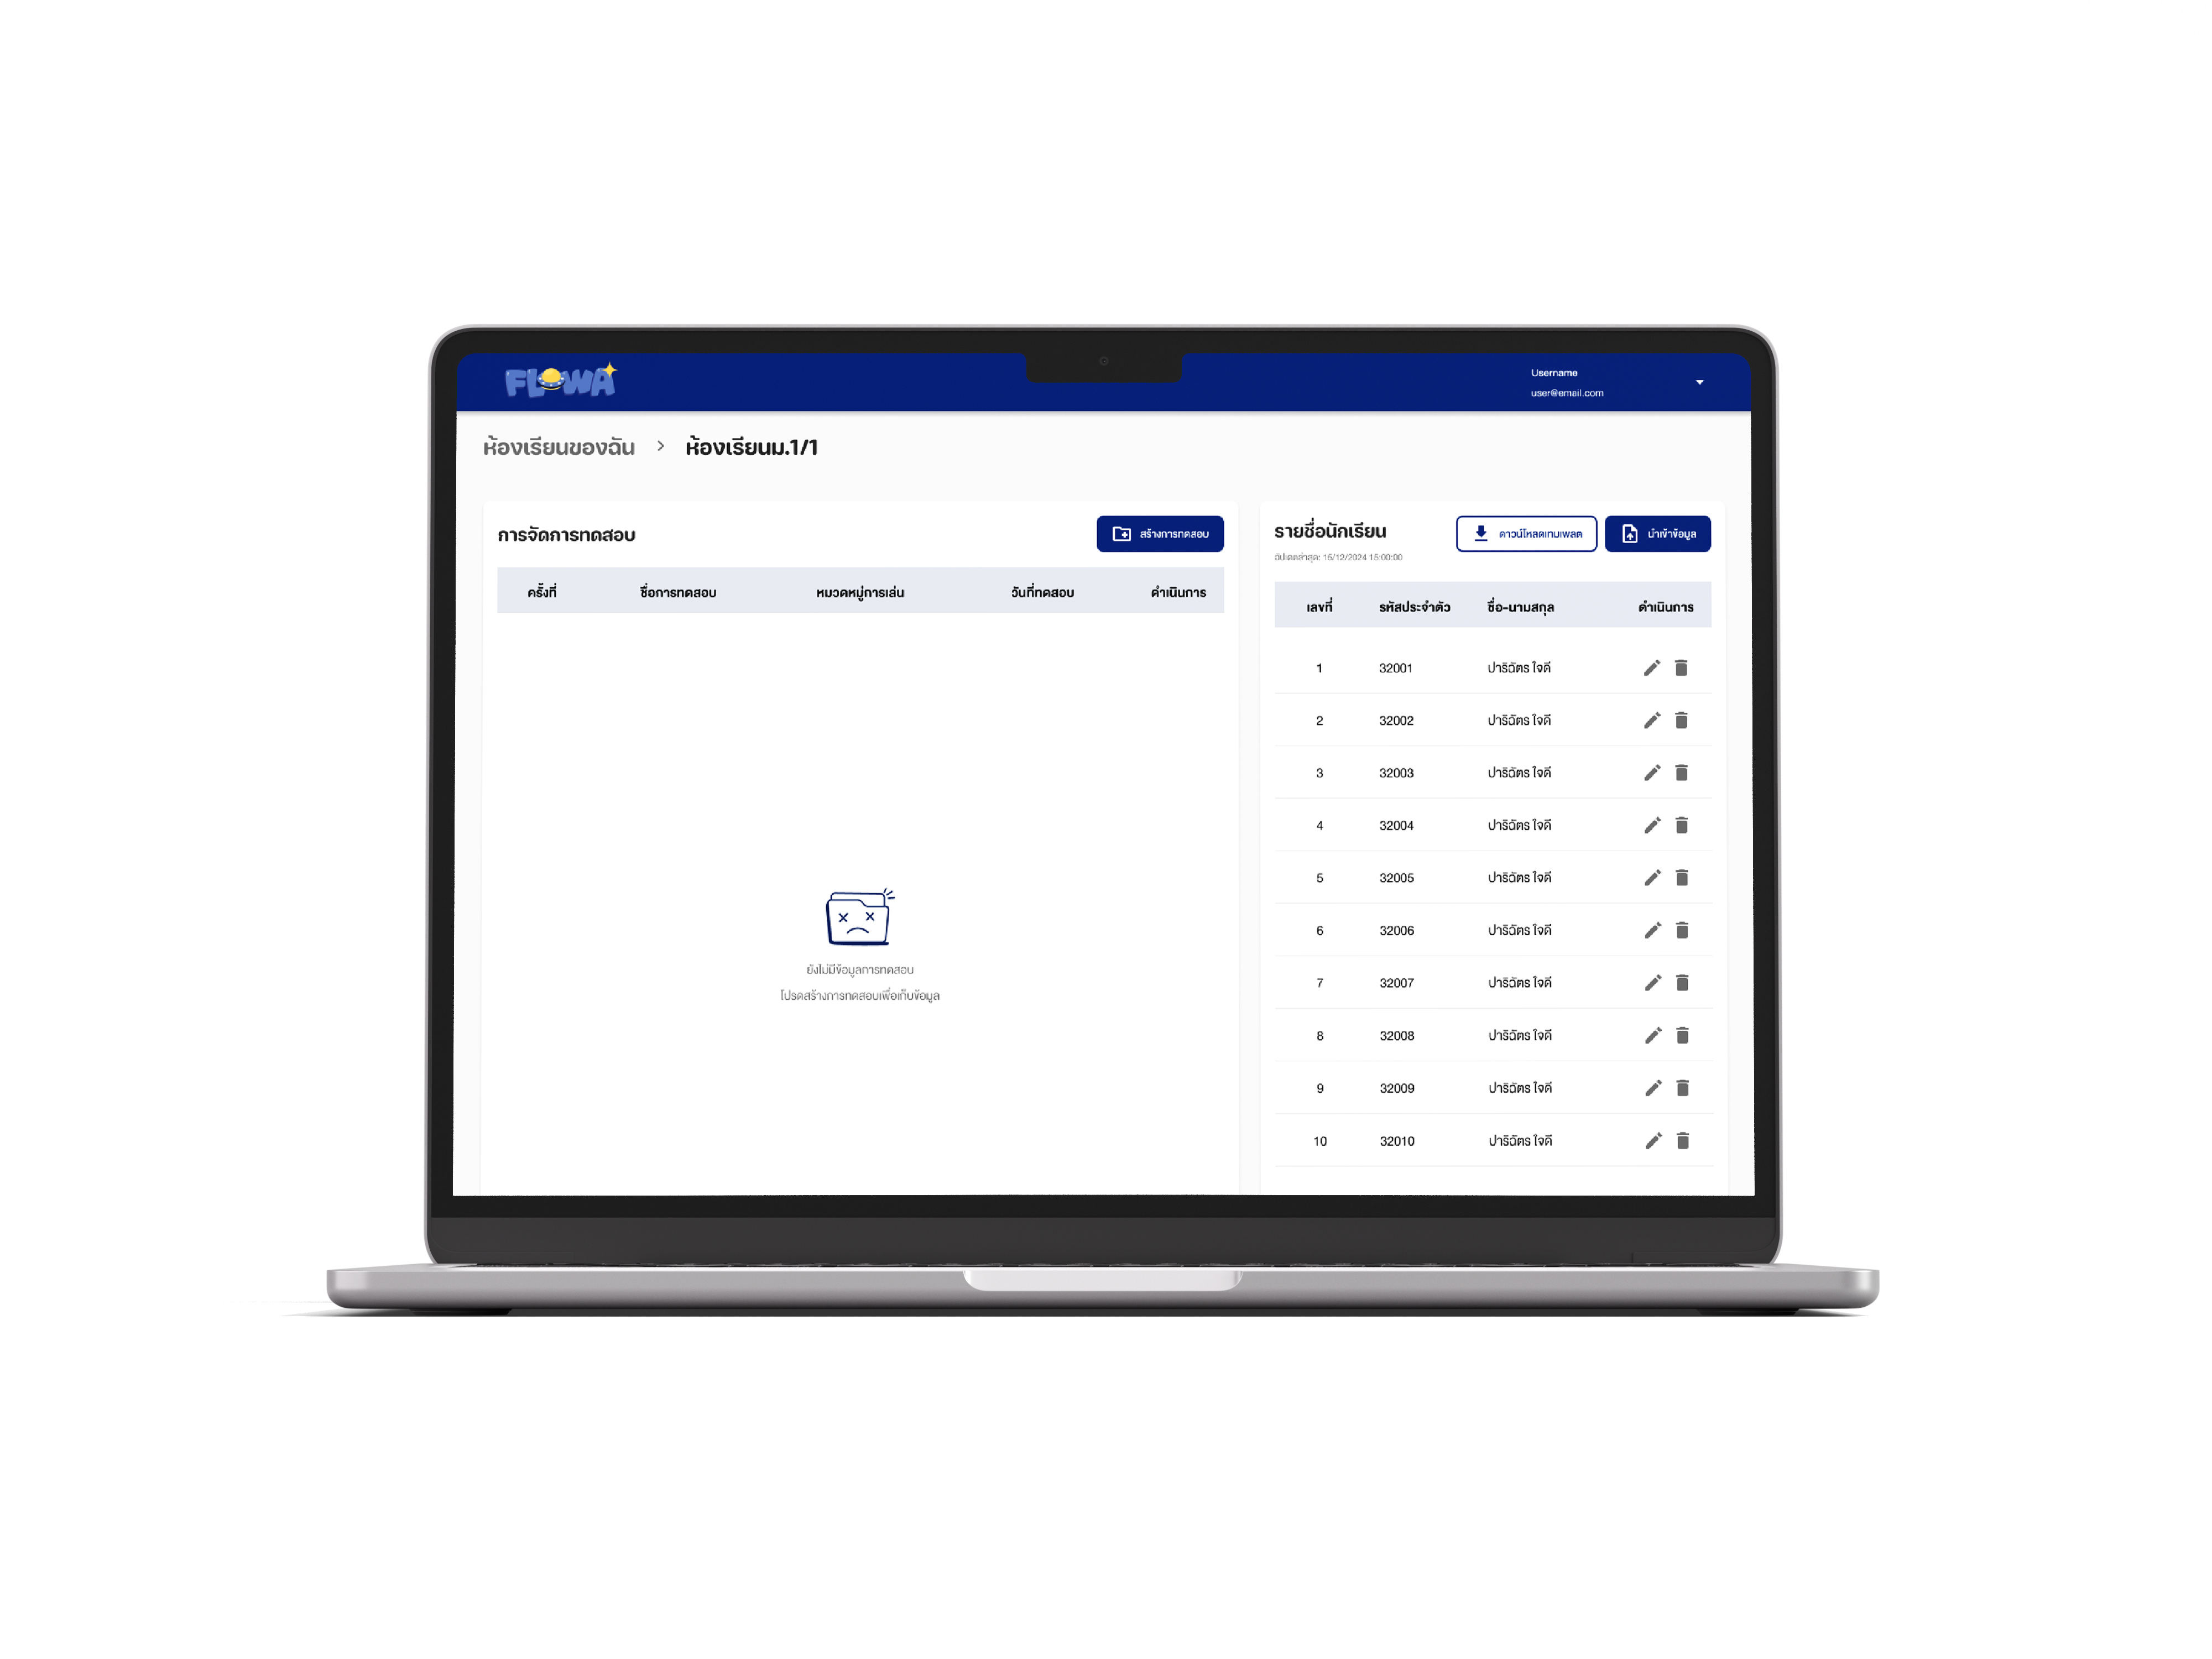 FLOWA
Username
user@email.com
ห้องเรียนของฉัน > ห้องเรียนม.1/1
การจัดการทดสอบ
สร้างการทดสอบ
ครั้งที่ ชื่อการทดสอบ หมวดหมู่การเล่น วันที่ทดสอบ ดำเนินการ
ยังไม่มีข้อมูลการทดสอบ
โปรดสร้างการทดสอบเพื่อเก็บข้อมูล
รายชื่อนักเรียน
อัปเดตล่าสุด: 15/12/2024 15:00:00
ดาวน์โหลดเทมเพลต
นำเข้าข้อมูล
เลขที่ รหัสประจำตัว ชื่อ-นามสกุล ดำเนินการ
1 32001 ปาริฉัตร ใจดี
2 32002 ปาริฉัตร ใจดี
3 32003 ปาริฉัตร ใจดี
4 32004 ปาริฉัตร ใจดี
5 32005 ปาริฉัตร ใจดี
6 32006 ปาริฉัตร ใจดี
7 32007 ปาริฉัตร ใจดี
8 32008 ปาริฉัตร ใจดี
9 32009 ปาริฉัตร ใจดี
10 32010 ปาริฉัตร ใจดี